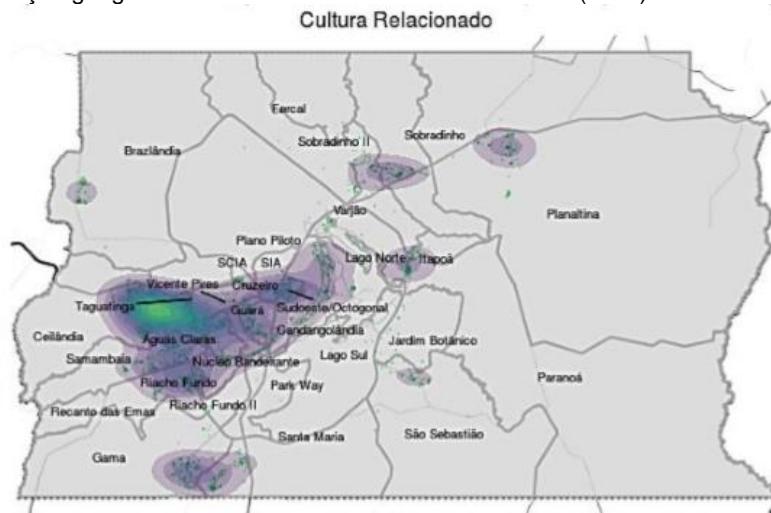 Cultura Relacionado
Fercal
Sobradinho II
Sobradinho
Brazlândia
Varjão
Planaltina
Plano Piloto
SCIA
SIA
Lago Norte
Itapoã
Vicente Pires
Cruzeiro
Taguatinga
Guará
Sudoeste/Octogonal
Ceilândia
Águas Claras
Candangolândia
Jardim Botânico
Samambaia
Núcleo Bandeirante
Lago Sul
Riacho Fundo
Park Way
Paranoá
Recanto das Emas
Riacho Fundo II
Santa Maria
São Sebastião
Gama